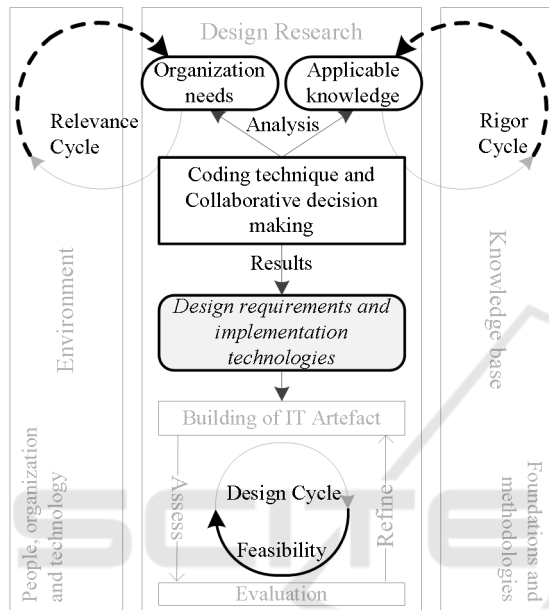 Design Research
Organization
needs
Applicable
knowledge
Relevance
Cycle
Analysis
Rigor
Cycle
Coding technique and
Collaborative decision
making
Results
Environment
Knowledge base
Design requirements and
implementation
technologies
Building of IT Artefact
People, organization
and technology
Assess
Design Cycle
Feasibility
Refine
Foundations and
methodologies
Evaluation
SCITE